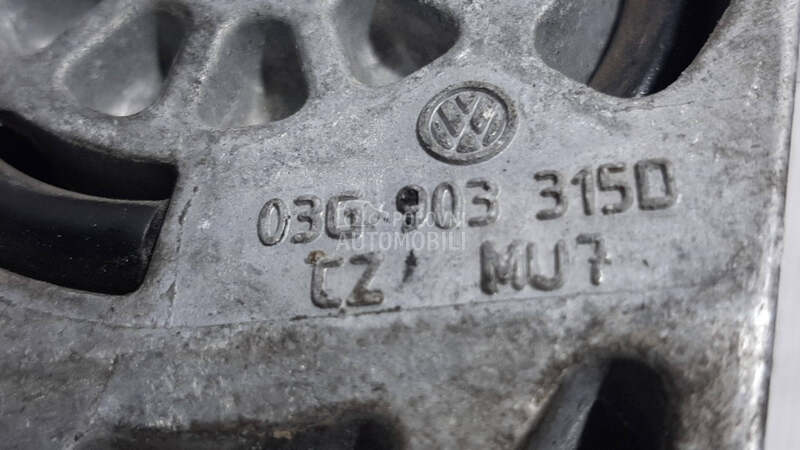 03G 903 315D
AUTOMOBILI
CZ MU7